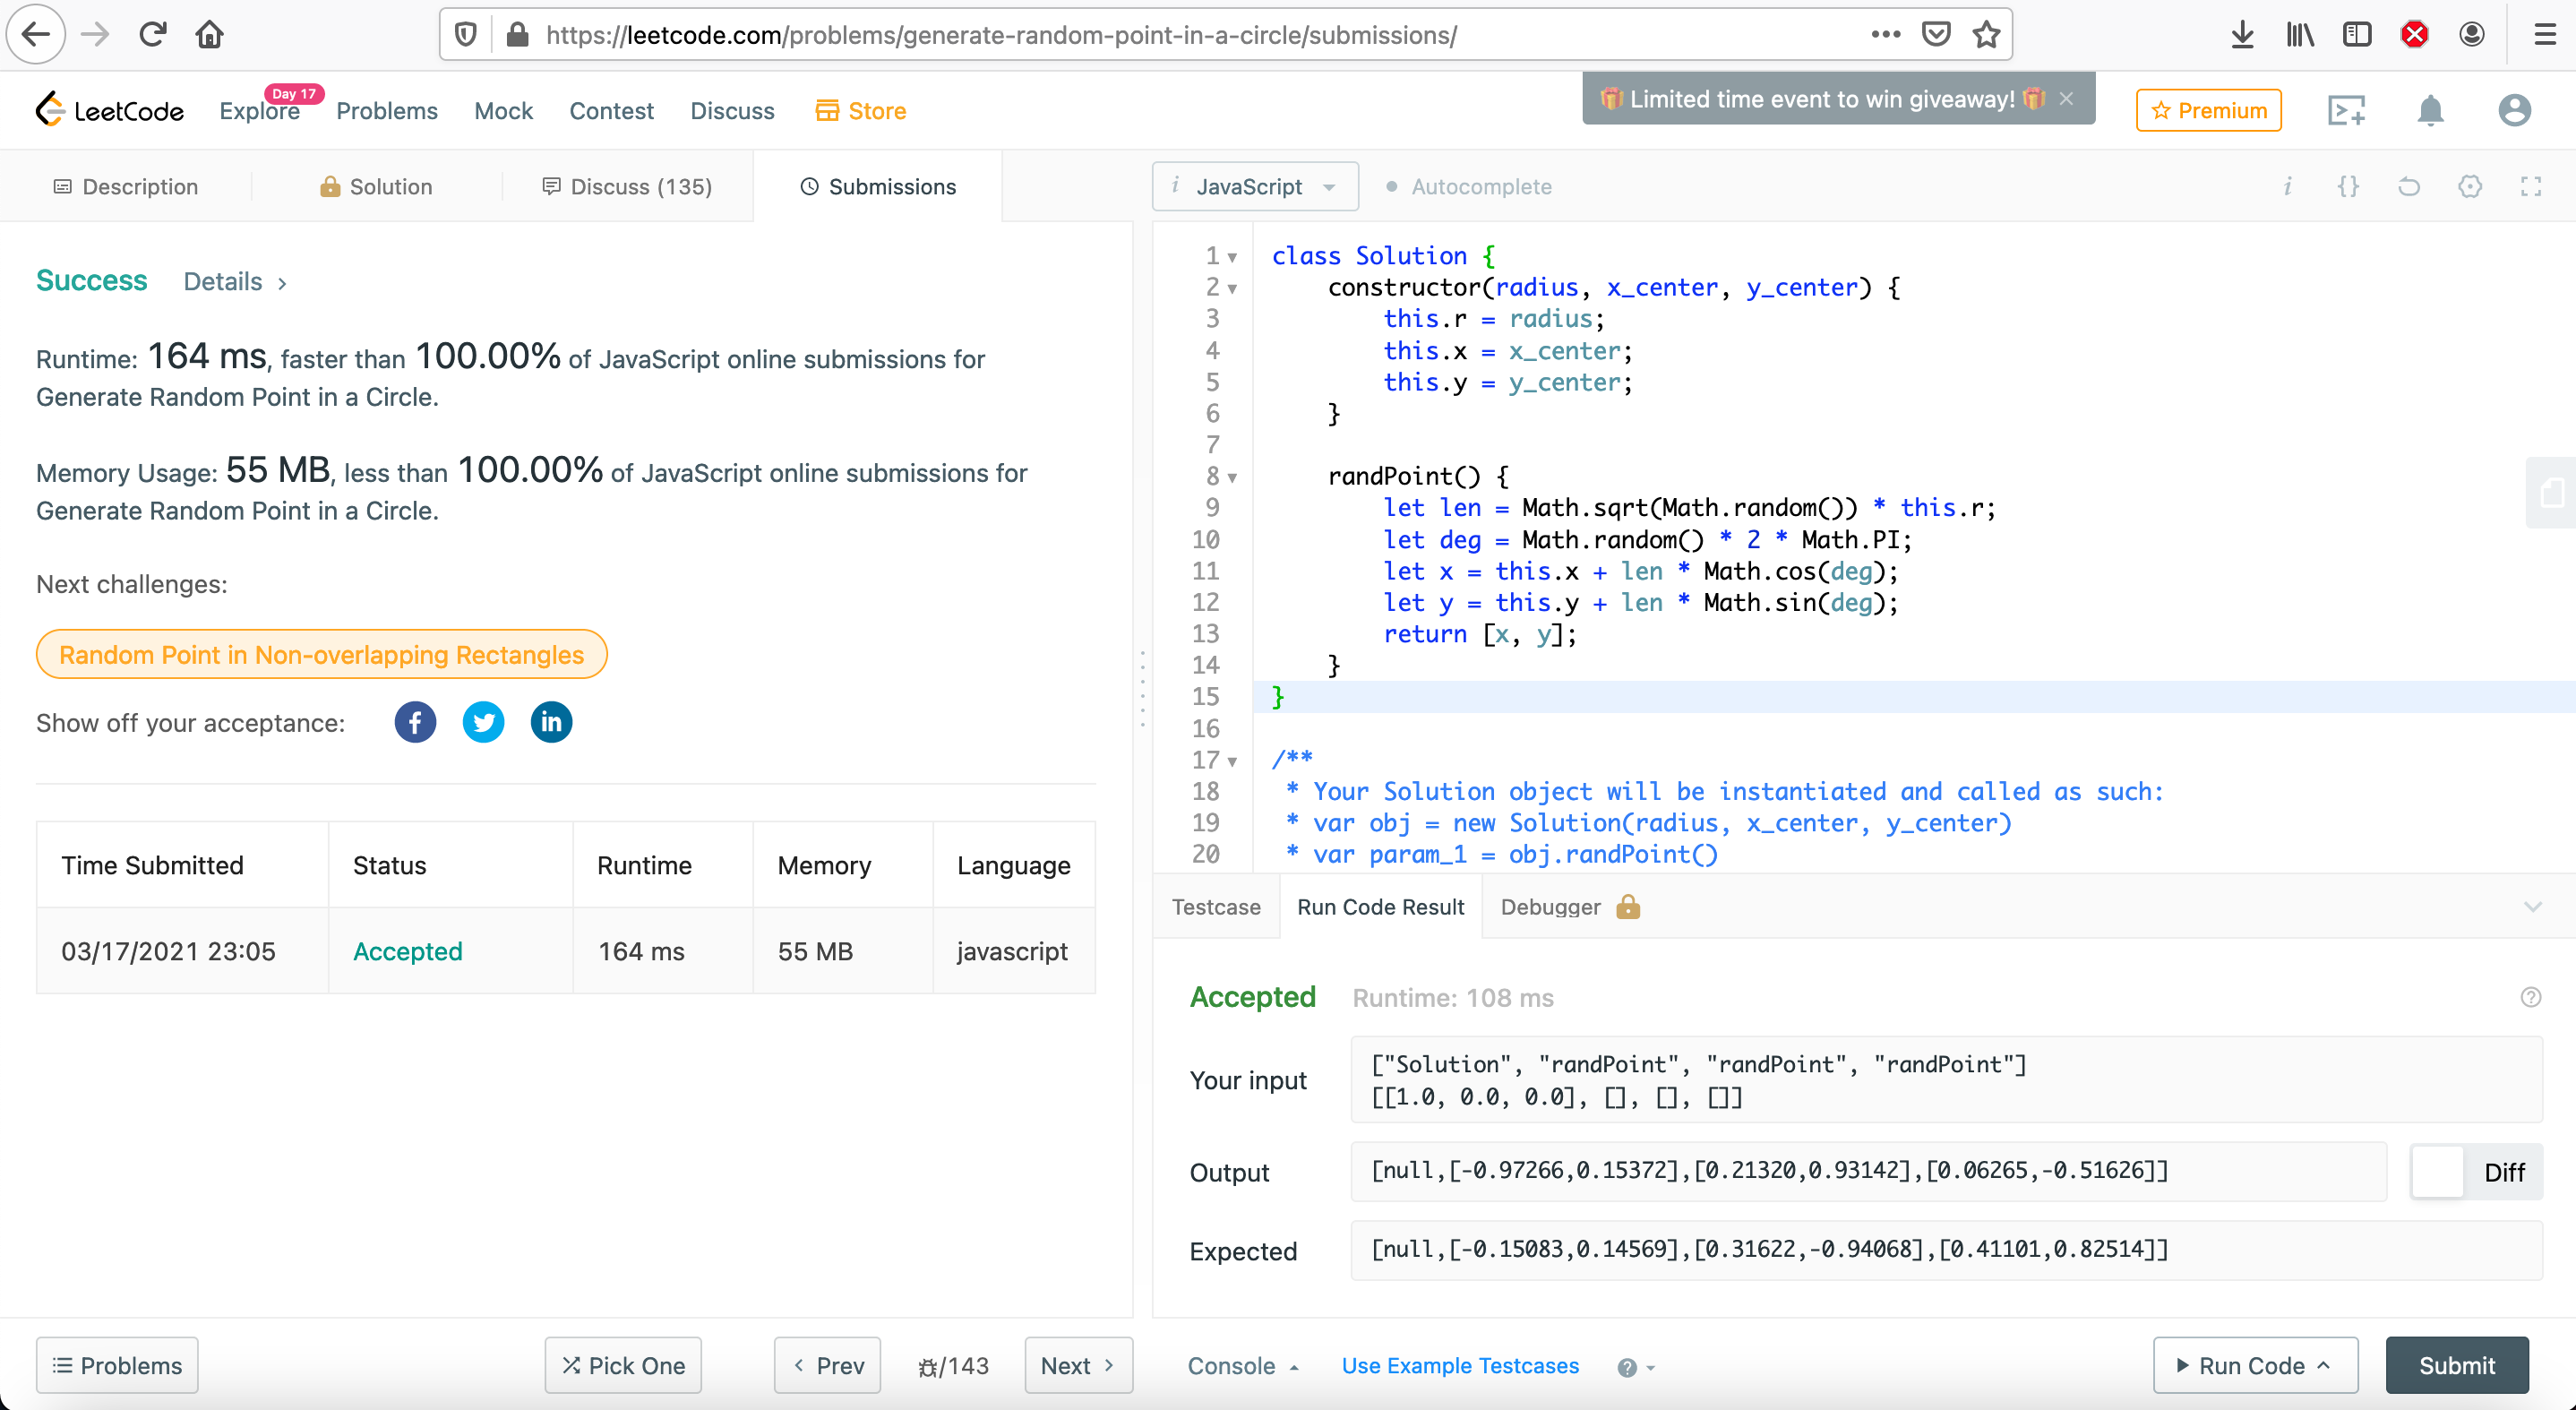 https://leetcode.com/problems/generate-random-point-in-a-circle/submissions/
LeetCode
Explore
Day 17
Problems
Mock
Contest
Discuss
Store
Limited time event to win giveaway!
Premium
Description
Solution
Discuss (135)
Submissions
Success Details >
Runtime: 164 ms, faster than 100.00% of JavaScript online submissions for
Generate Random Point in a Circle.
Memory Usage: 55 MB, less than 100.00% of JavaScript online submissions for
Generate Random Point in a Circle.
Next challenges:
Random Point in Non-overlapping Rectangles
Show off your acceptance:
Time Submitted Status Runtime Memory Language
03/17/2021 23:05 Accepted 164 ms 55 MB javascript
Problems
Pick One
< Prev
/143
Next >
i JavaScript
Autocomplete
i {}
1 class Solution {
2 constructor(radius, x_center, y_center) {
3 this.r = radius;
4 this.x = x_center;
5 this.y = y_center;
6 }
7
8 randPoint() {
9 let len = Math.sqrt(Math.random()) * this.r;
10 let deg = Math.random() * 2 * Math.PI;
11 let x = this.x + len * Math.cos(deg);
12 let y = this.y + len * Math.sin(deg);
13 return [x, y];
14 }
15 }
16
17 /**
18 * Your Solution object will be instantiated and called as such:
19 * var obj = new Solution(radius, x_center, y_center)
20 * var param_1 = obj.randPoint()
Testcase
Run Code Result
Debugger
Accepted Runtime: 108 ms
Your input
["Solution", "randPoint", "randPoint", "randPoint"]
[[1.0, 0.0, 0.0], [], [], []]
Output
[null,[-0.97266,0.15372],[0.21320,0.93142],[0.06265,-0.51626]]
Diff
Expected
[null,[-0.15083,0.14569],[0.31622,-0.94068],[0.41101,0.82514]]
Console
Use Example Testcases
Run Code
Submit